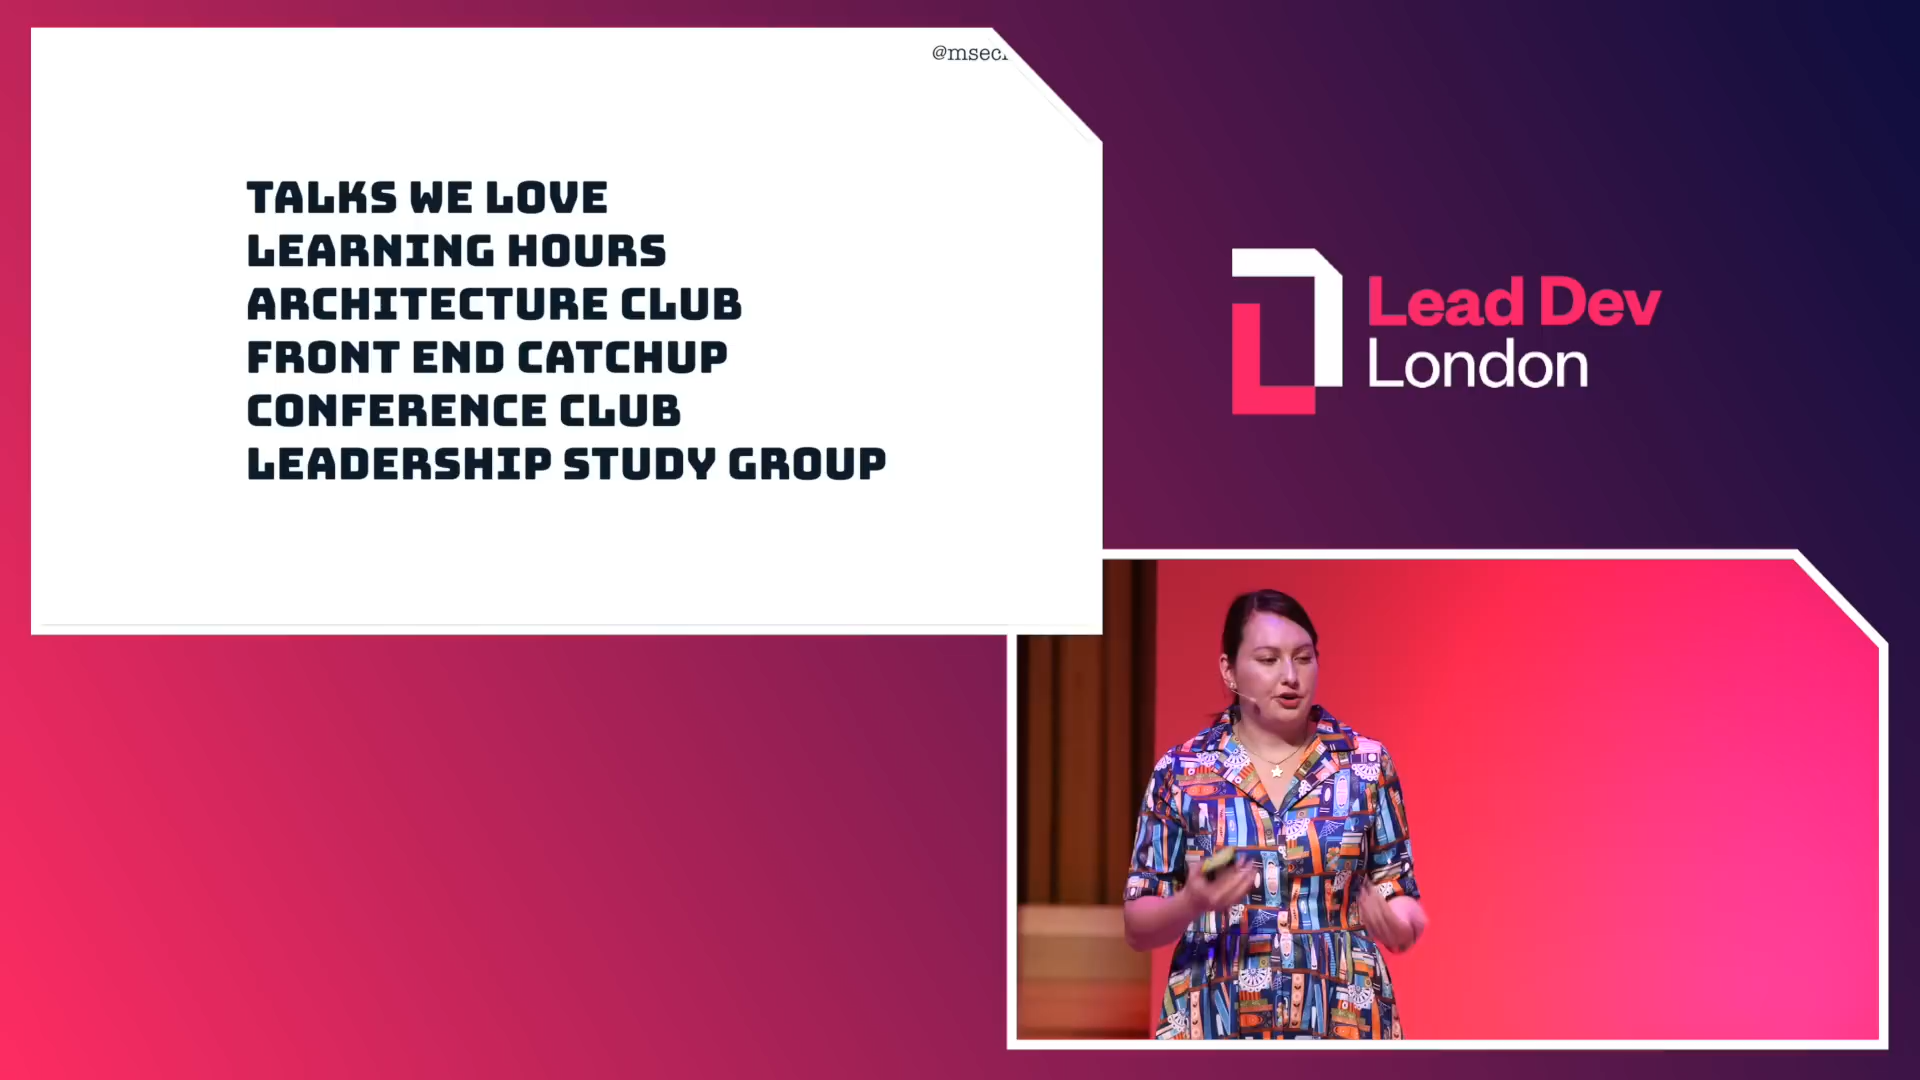 TALKS WE LOVE
LEARNING HOURS
ARCHITECTURE CLUB
FRONT END CATCHUP
CONFERENCE CLUB
LEADERSHIP STUDY GROUP
Lead Dev
London